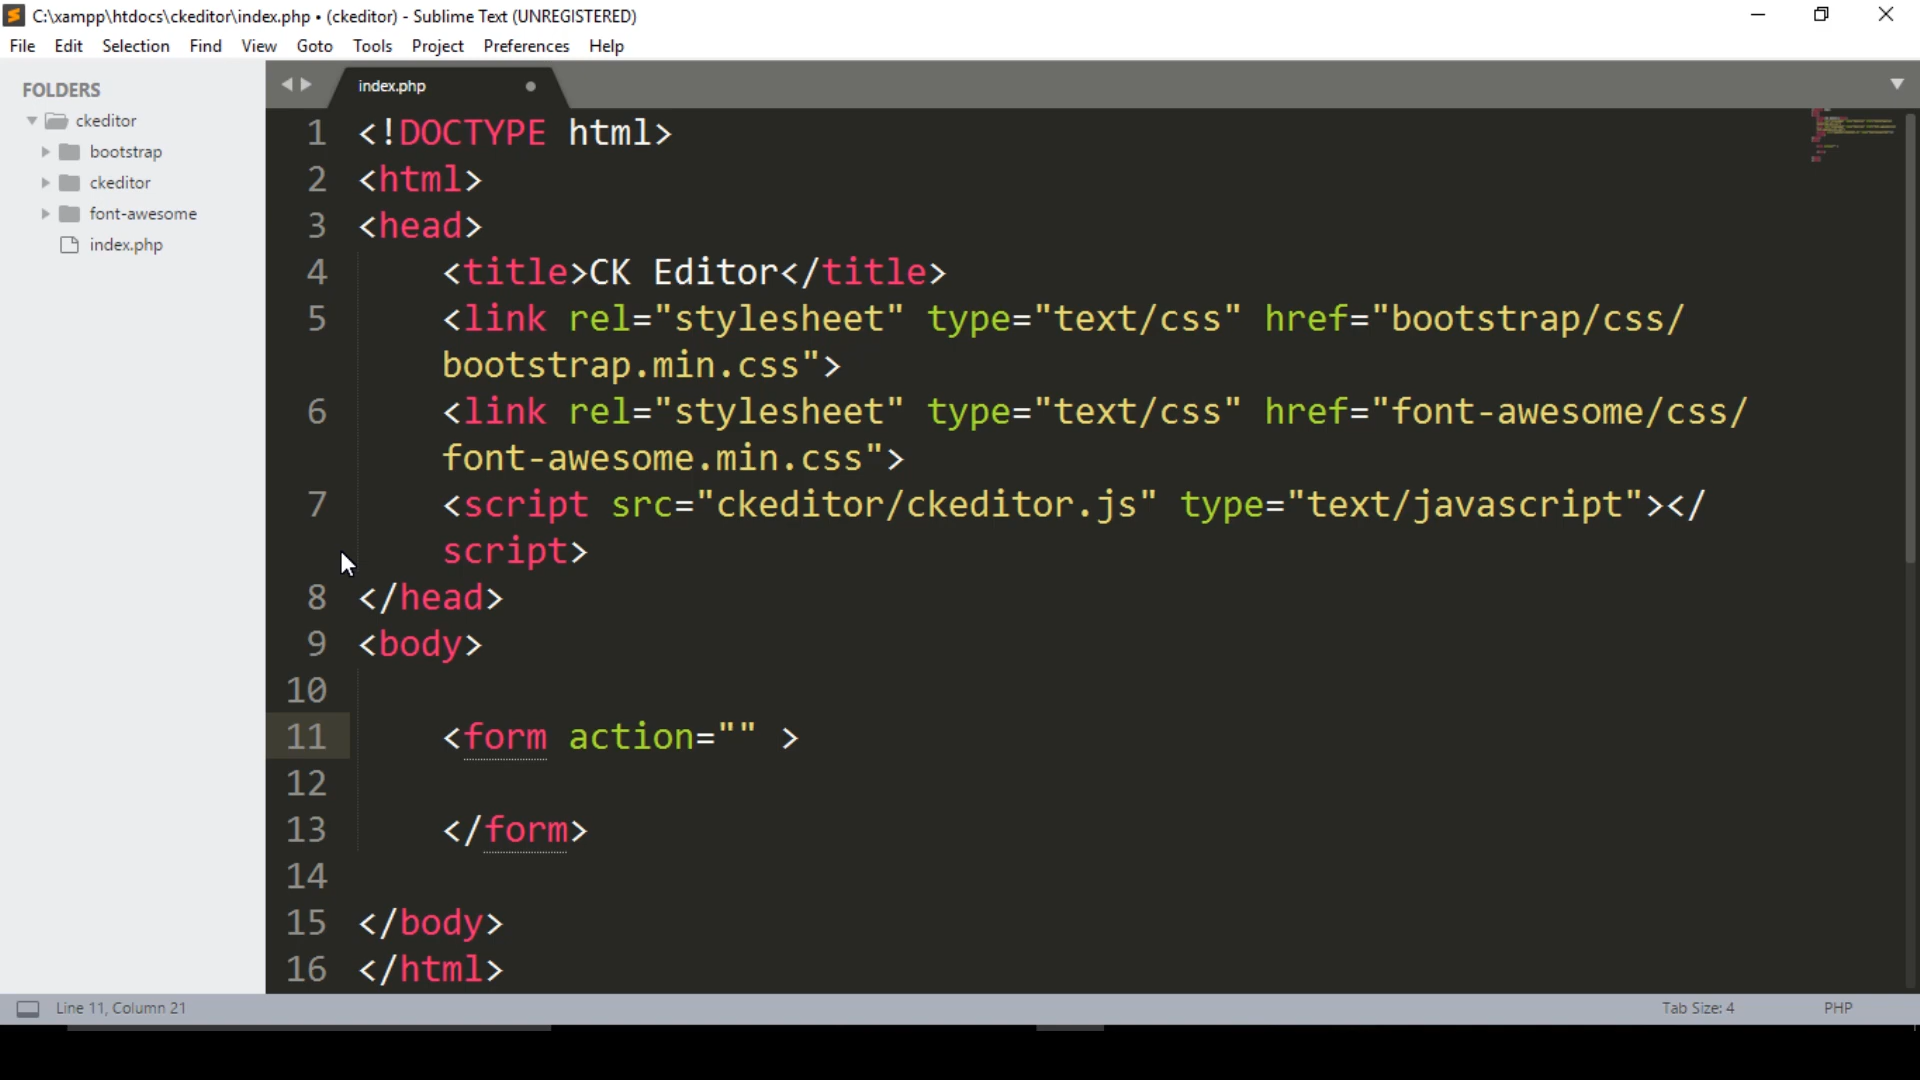 C:\xampp\htdocs\ckeditor\index.php • (ckeditor) - Sublime Text (UNREGISTERED)
File Edit Selection Find View Goto Tools Project Preferences Help
FOLDERS
ckeditor
bootstrap
ckeditor
font-awesome
index.php
index.php
1 <!DOCTYPE html>
2 <html>
3 <head>
4 <title>CK Editor</title>
5 <link rel="stylesheet" type="text/css" href="bootstrap/css/
bootstrap.min.css">
6 <link rel="stylesheet" type="text/css" href="font-awesome/css/
font-awesome.min.css">
7 <script src="ckeditor/ckeditor.js" type="text/javascript"></
script>
8 </head>
9 <body>
10
11 <form action="" >
12
13 </form>
14
15 </body>
16 </html>
Line 11, Column 21 Tab Size: 4 PHP